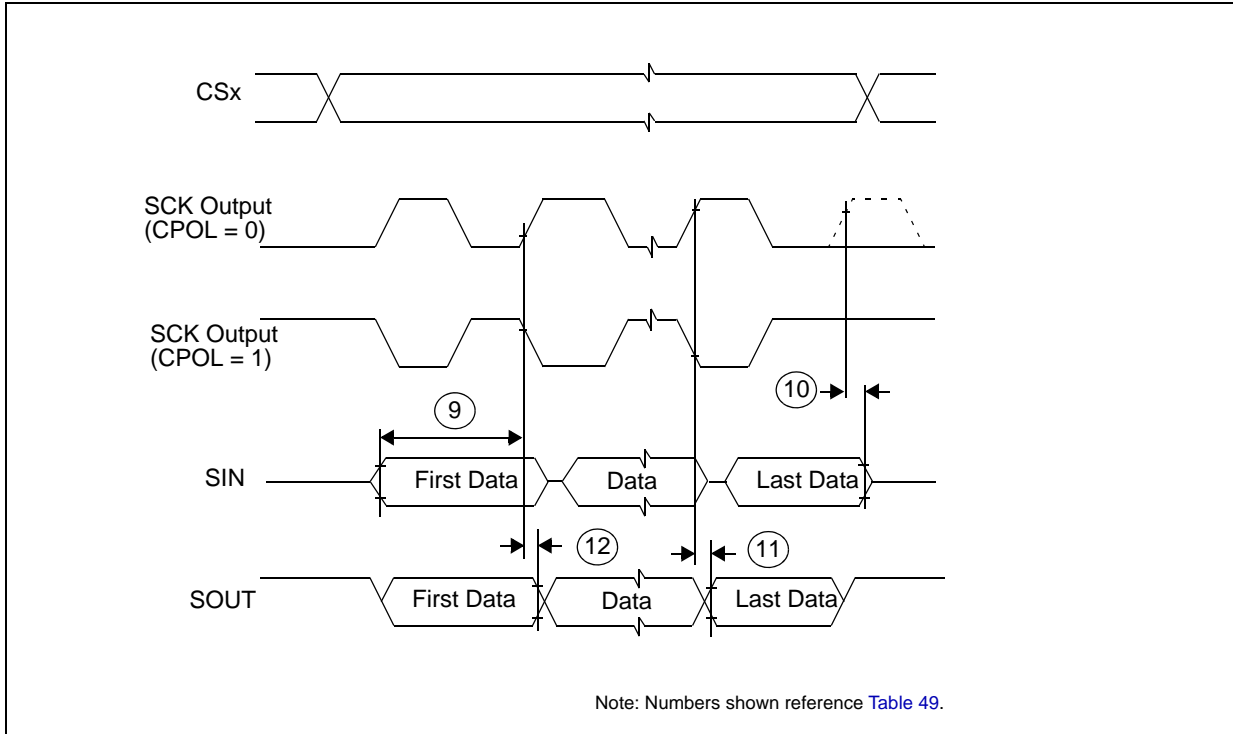 CSx
SCK Output
(CPOL = 0)
SCK Output
(CPOL = 1)
10
9
SIN
First Data
Data
Last Data
12
11
SOUT
First Data
Data
Last Data
Note: Numbers shown reference Table 49.